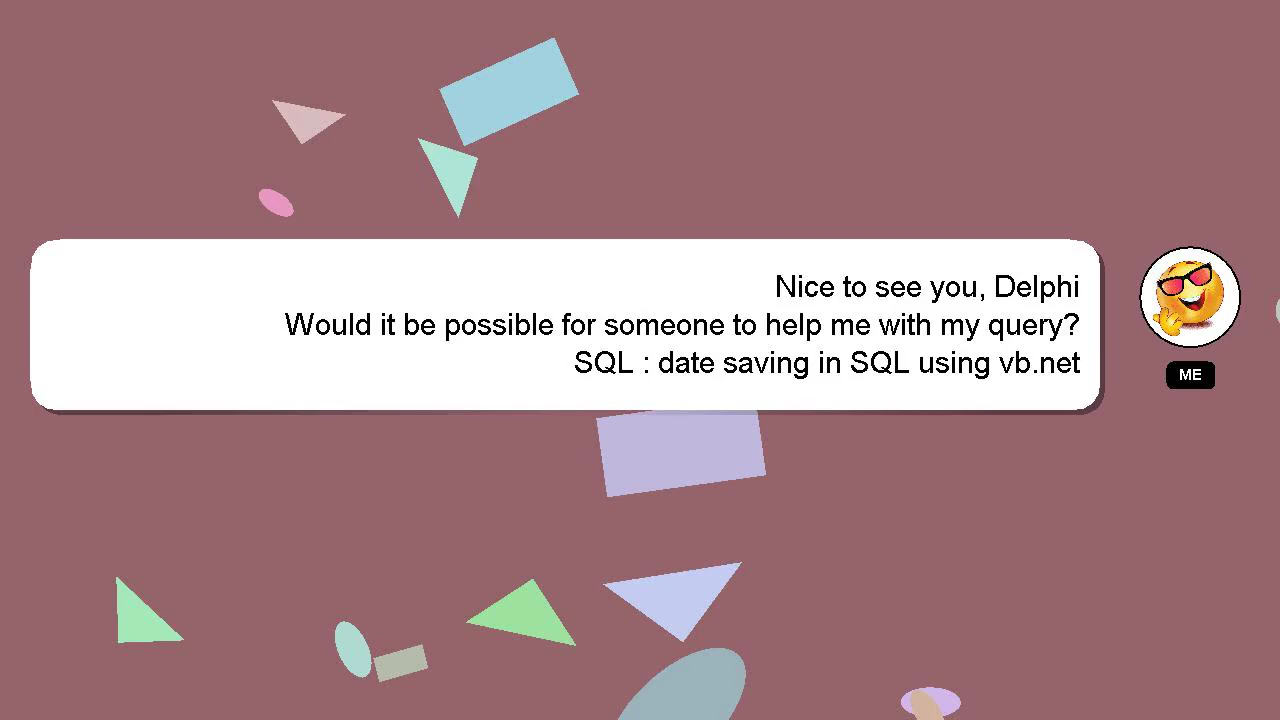 Nice to see you, Delphi
Would it be possible for someone to help me with my query?
SQL : date saving in SQL using vb.net
ME